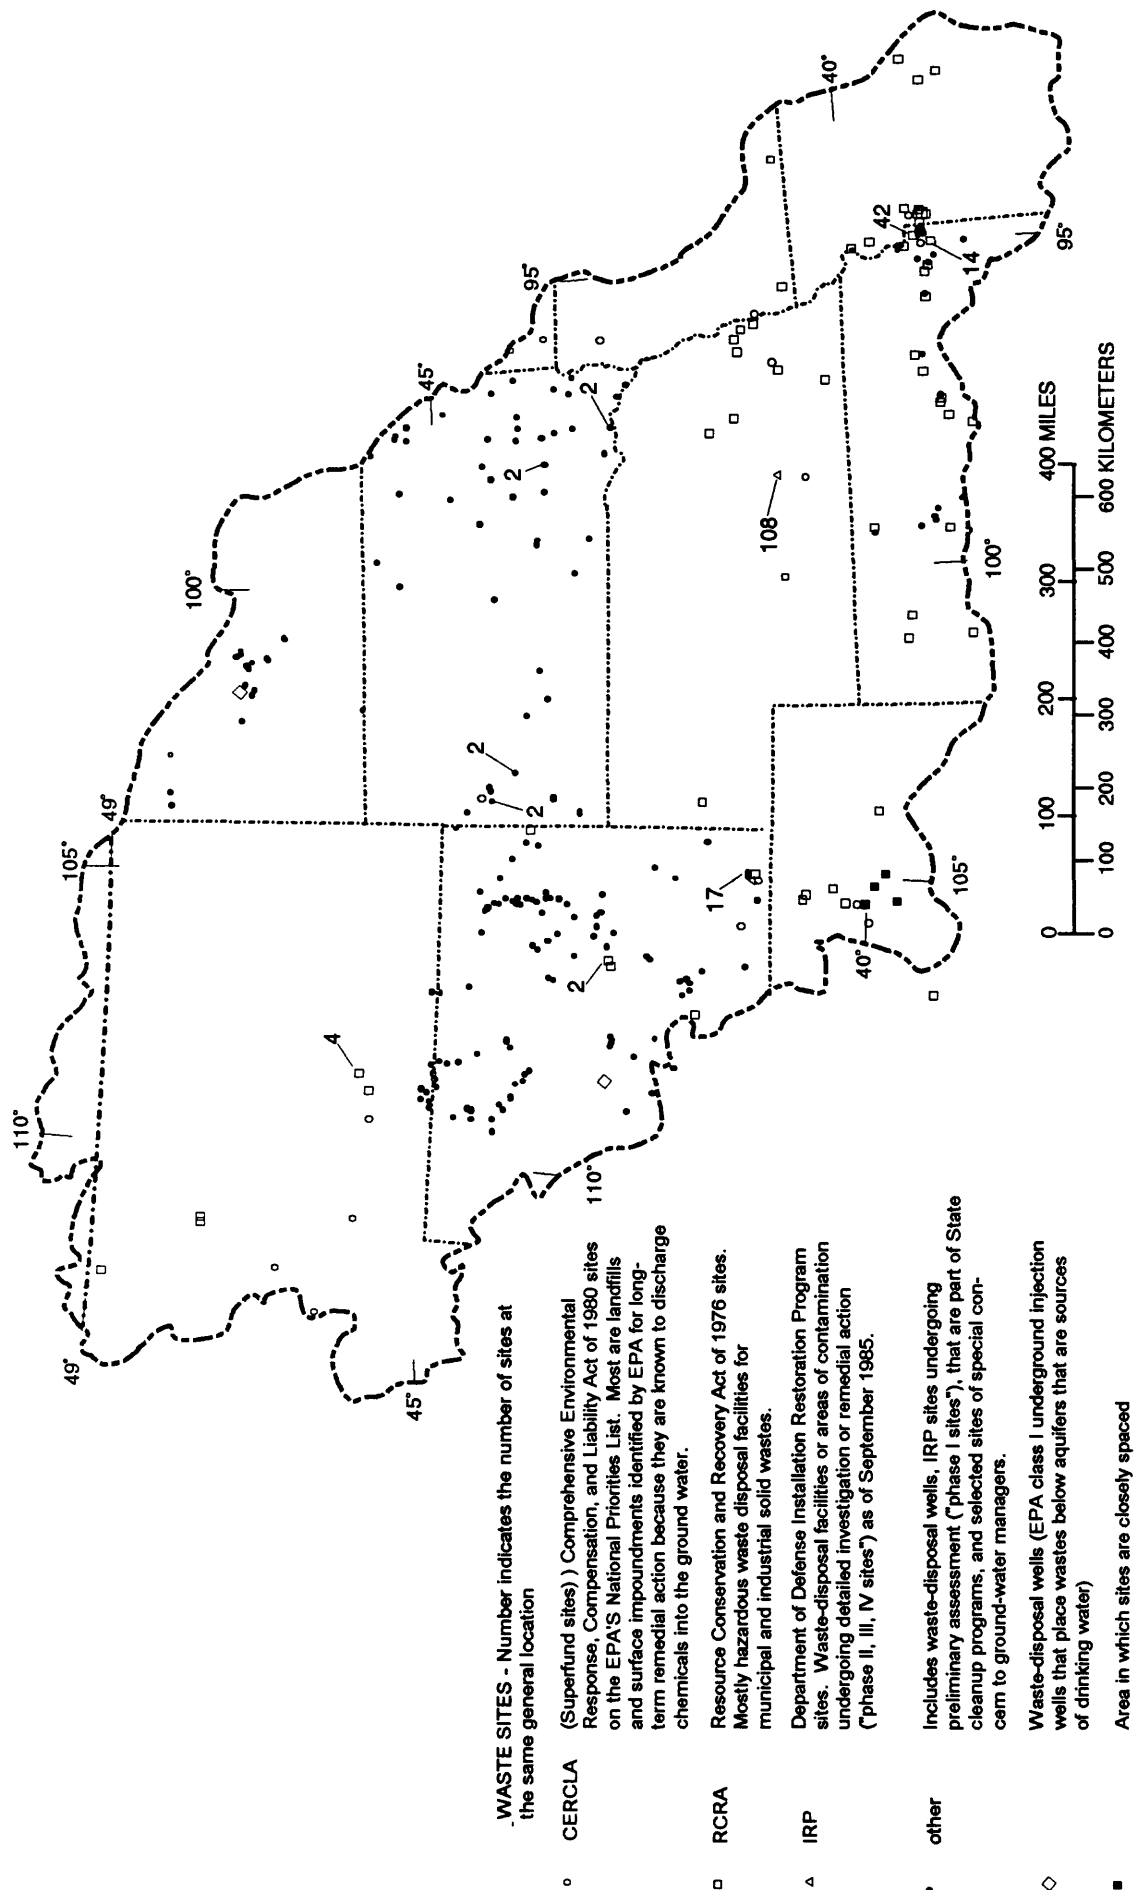 110°
105°
49°
100°
49°
45°
4
45°
95°
40°
110°
2
2
2
2
2
17
108
42
14
40°
105°
100°
95°
0 100 200 300 400 MILES
0 100 200 300 400 500 600 KILOMETERS
WASTE SITES - Number indicates the number of sites at
the same general location
CERCLA (Superfund sites) ) Comprehensive Environmental
Response, Compensation, and Liability Act of 1980 sites
on the EPA'S National Priorities List. Most are landfills
and surface impoundments identified by EPA for long-
term remedial action because they are known to discharge
chemicals into the ground water.
RCRA Resource Conservation and Recovery Act of 1976 sites.
Mostly hazardous waste disposal facilities for
municipal and industrial solid wastes.
IRP Department of Defense Installation Restoration Program
sites. Waste-disposal facilities or areas of contamination
undergoing detailed investigation or remedial action
("phase II, III, IV sites") as of September 1985.
other Includes waste-disposal wells, IRP sites undergoing
preliminary assessment ("phase I sites"), that are part of State
cleanup programs, and selected sites of special con-
cern to ground-water managers.
Waste-disposal wells (EPA class I underground injection
wells that place wastes below aquifers that are sources
of drinking water)
Area in which sites are closely spaced